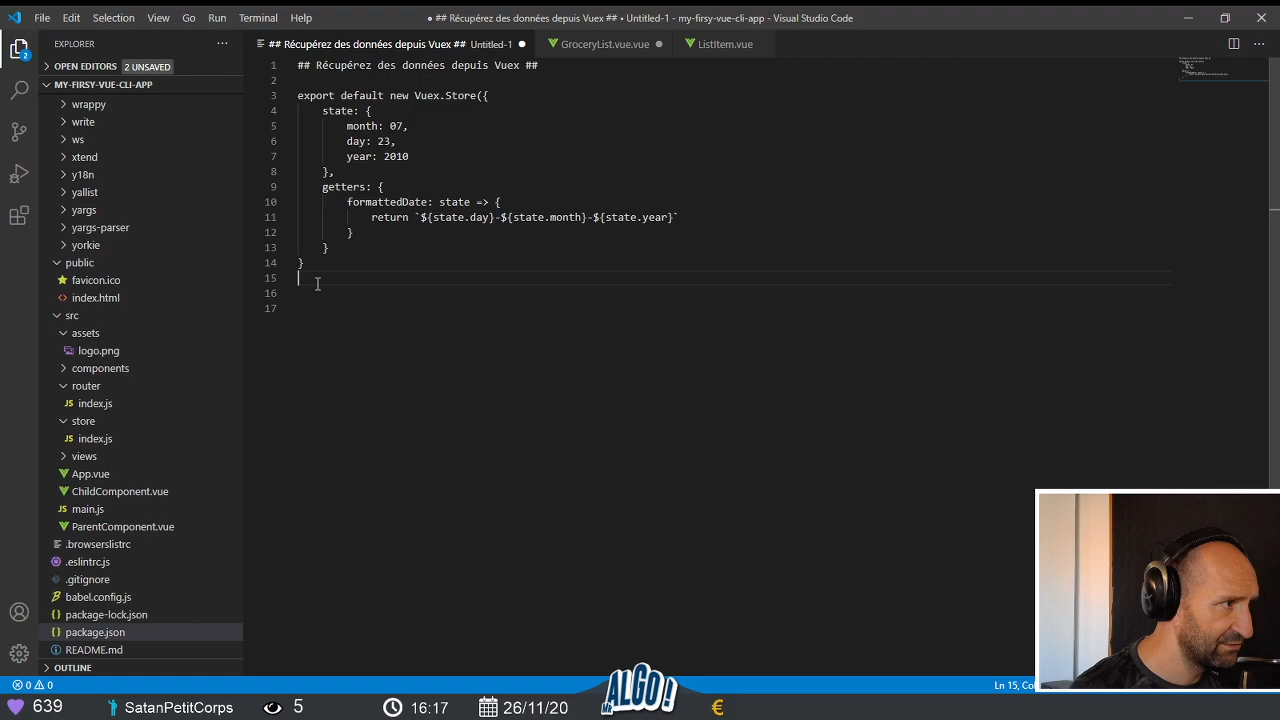 File Edit Selection View Go Run Terminal Help
● ## Récupérez des données depuis Vuex ## • Untitled-1 - my-firsy-vue-cli-app - Visual Studio Code
EXPLORER
## Récupérez des données depuis Vuex ## Untitled-1
GroceryList.vue.vue
ListItem.vue
OPEN EDITORS 2 UNSAVED
MY-FIRSY-VUE-CLI-APP
wrappy
write
ws
xtend
y18n
yallist
yargs
yargs-parser
yorkie
public
favicon.ico
index.html
src
assets
logo.png
components
router
JS index.js
store
JS index.js
views
App.vue
ChildComponent.vue
JS main.js
ParentComponent.vue
.browserslistrc
.eslintrc.js
.gitignore
babel.config.js
{} package-lock.json
{} package.json
README.md
OUTLINE
2
1 ## Récupérez des données depuis Vuex ##
2
3 export default new Vuex.Store({
4 state: {
5 month: 07,
6 day: 23,
7 year: 2010
8 },
9 getters: {
10 formattedDate: state => {
11 return `${state.day}-${state.month}-${state.year}`
12 }
13 }
14 }
15
16
17
0 0
Ln 15,
639 SatanPetitCorps 5 16:17 26/11/20 Mr ALGO! €